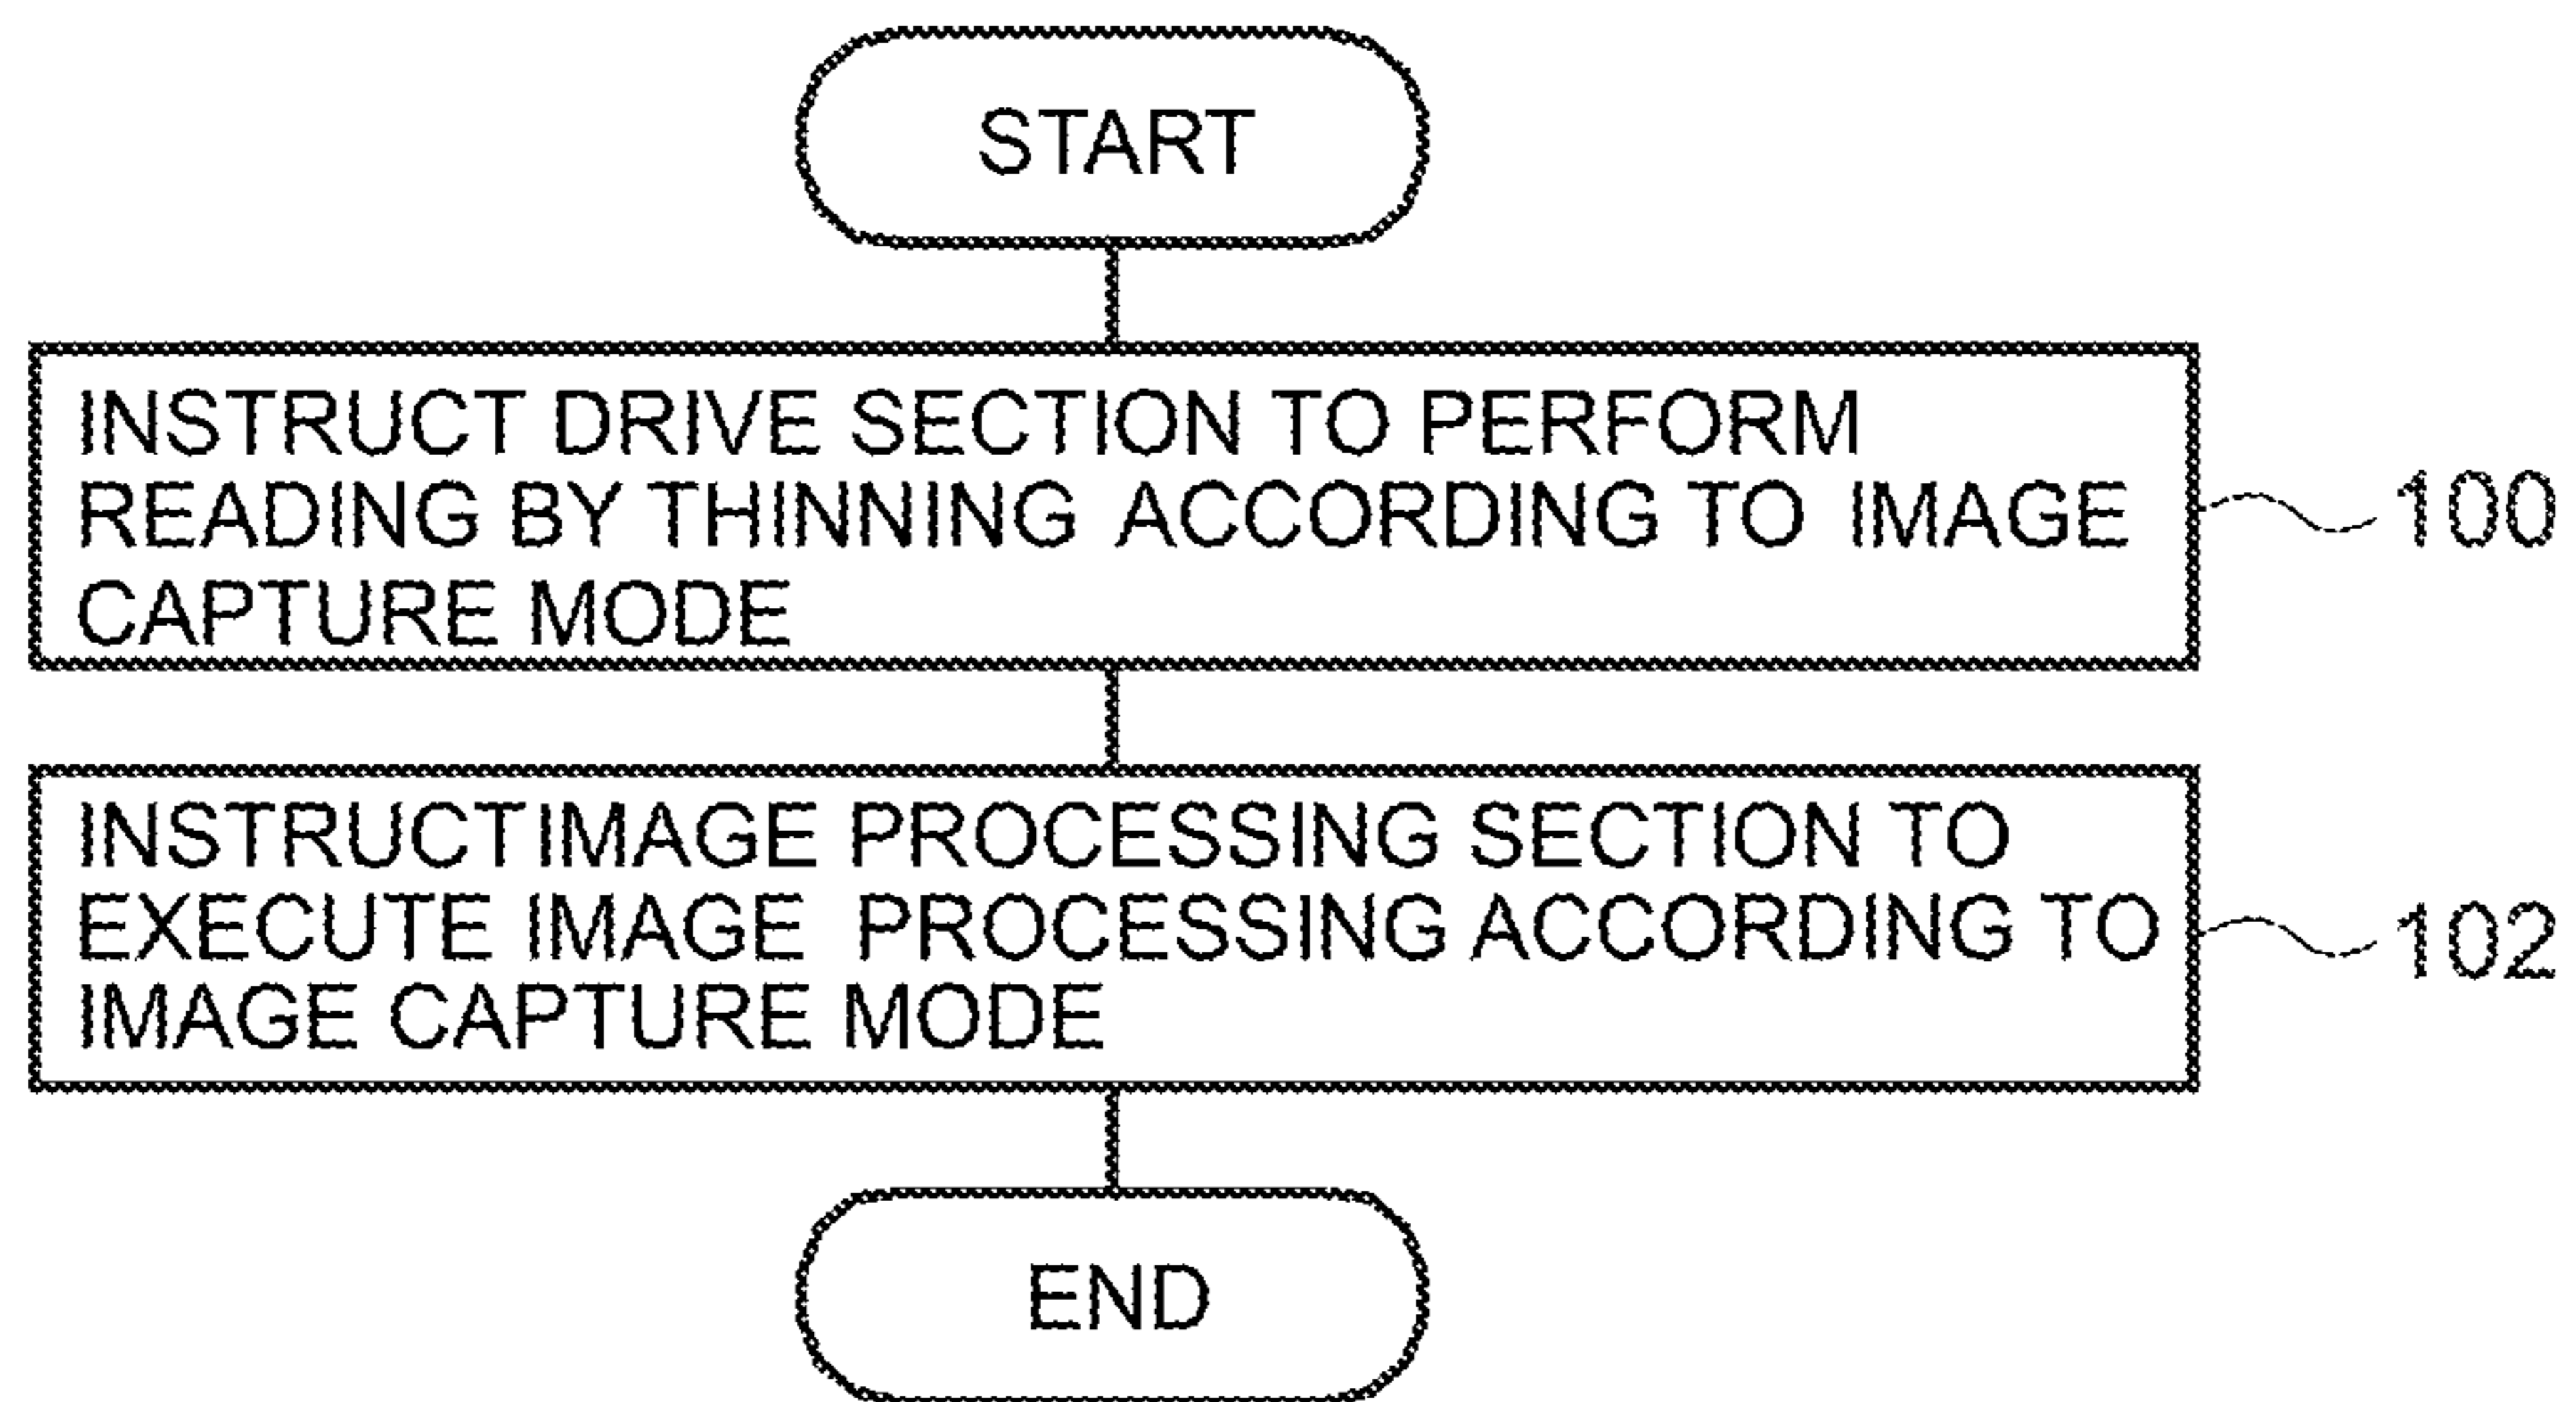 START
INSTRUCT DRIVE SECTION TO PERFORM
READING BY THINNING ACCORDING TO IMAGE
CAPTURE MODE
100
INSTRUCTIMAGE PROCESSING SECTION TO
EXECUTE IMAGE PROCESSING ACCORDING TO
IMAGE CAPTURE MODE
102
END